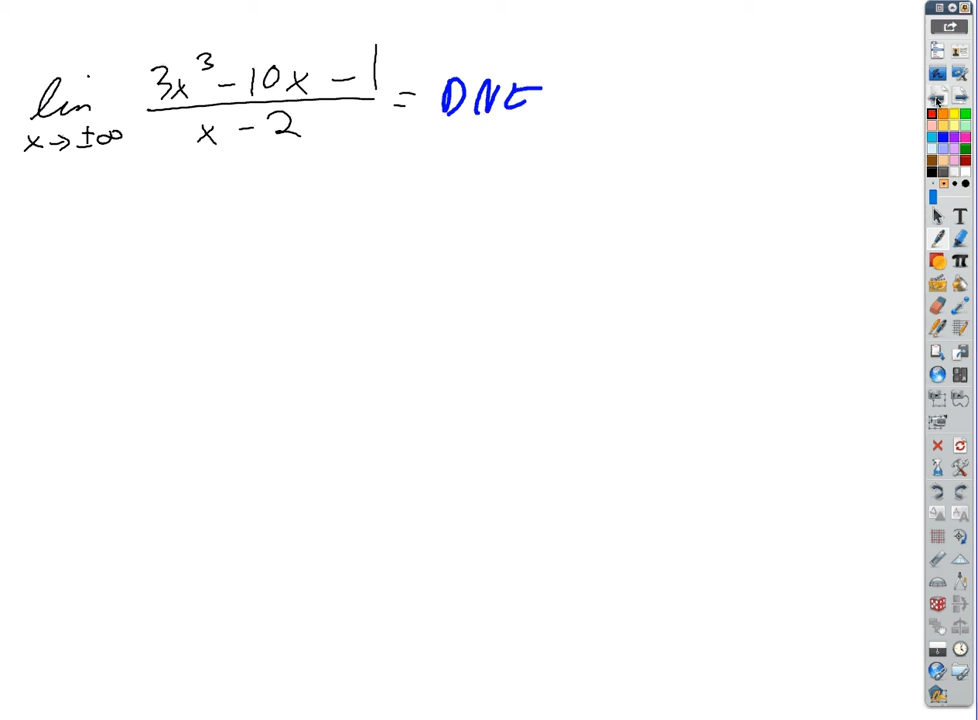 lim x→±∞ (3x³ - 10x - 1)/(x - 2) = DNE